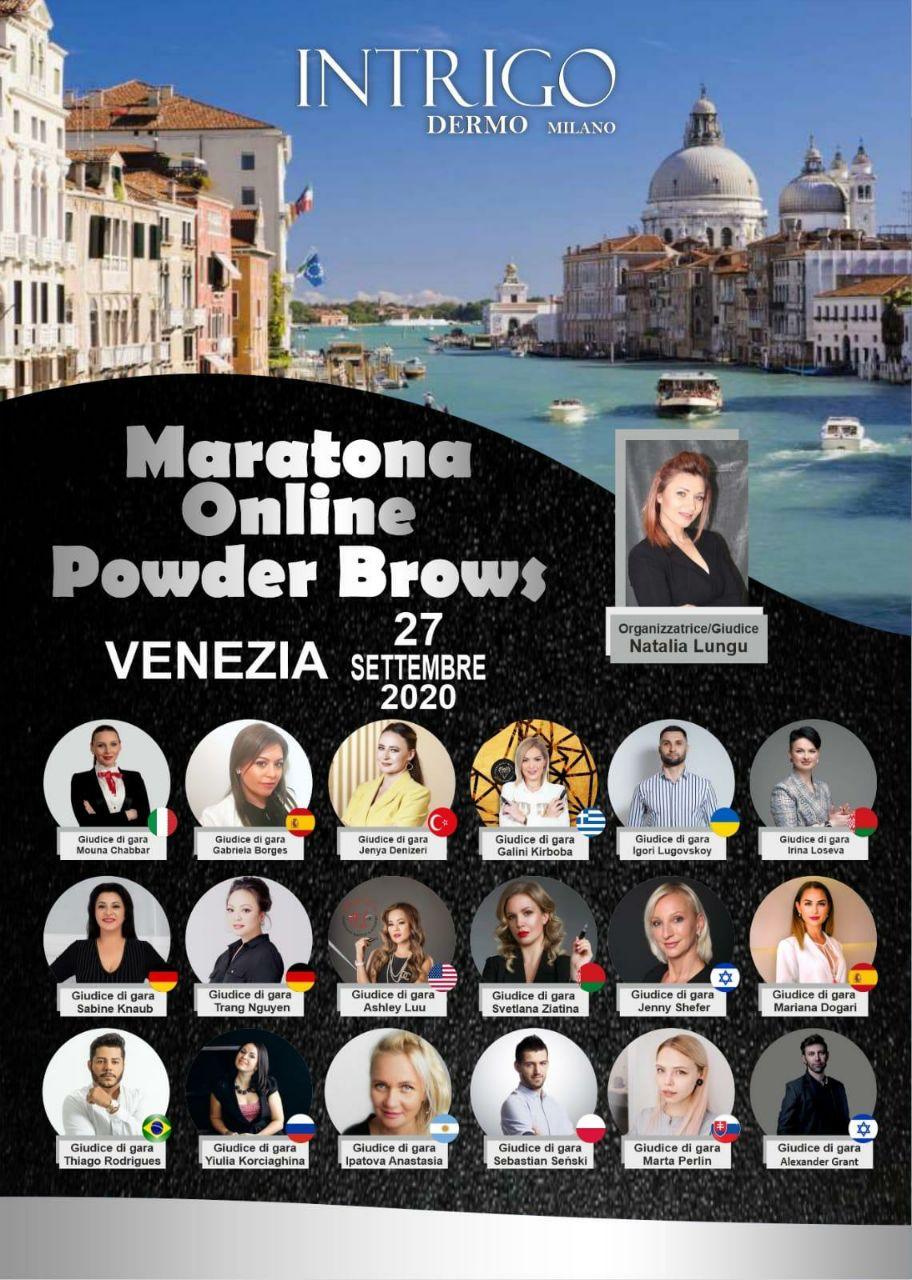 INTRIGO
DERMO MILANO
Maratona
Online
Powder Brows
VENEZIA
27
SETTEMBRE
2020
Organizzatrice/Giudice
Natalia Lungu
Giudice di gara
Mouna Chabbar
Giudice di gara
Gabriela Borges
Giudice di gara
Jenya Denizeri
Giudice di gara
Galini Kirboba
Giudice di gara
Igori Lugovskoy
Giudice di gara
Irina Loseva
Giudice di gara
Sabine Knaub
Giudice di gara
Trang Nguyen
Giudice di gara
Ashley Luu
Giudice di gara
Svetlana Ziatina
Giudice di gara
Jenny Shefer
Giudice di gara
Mariana Dogari
Giudice di gara
Thiago Rodrigues
Giudice di gara
Yiulia Korciaghina
Giudice di gara
Ipatova Anastasia
Giudice di gara
Sebastian Seński
Giudice di gara
Marta Perlin
Giudice di gara
Alexander Grant